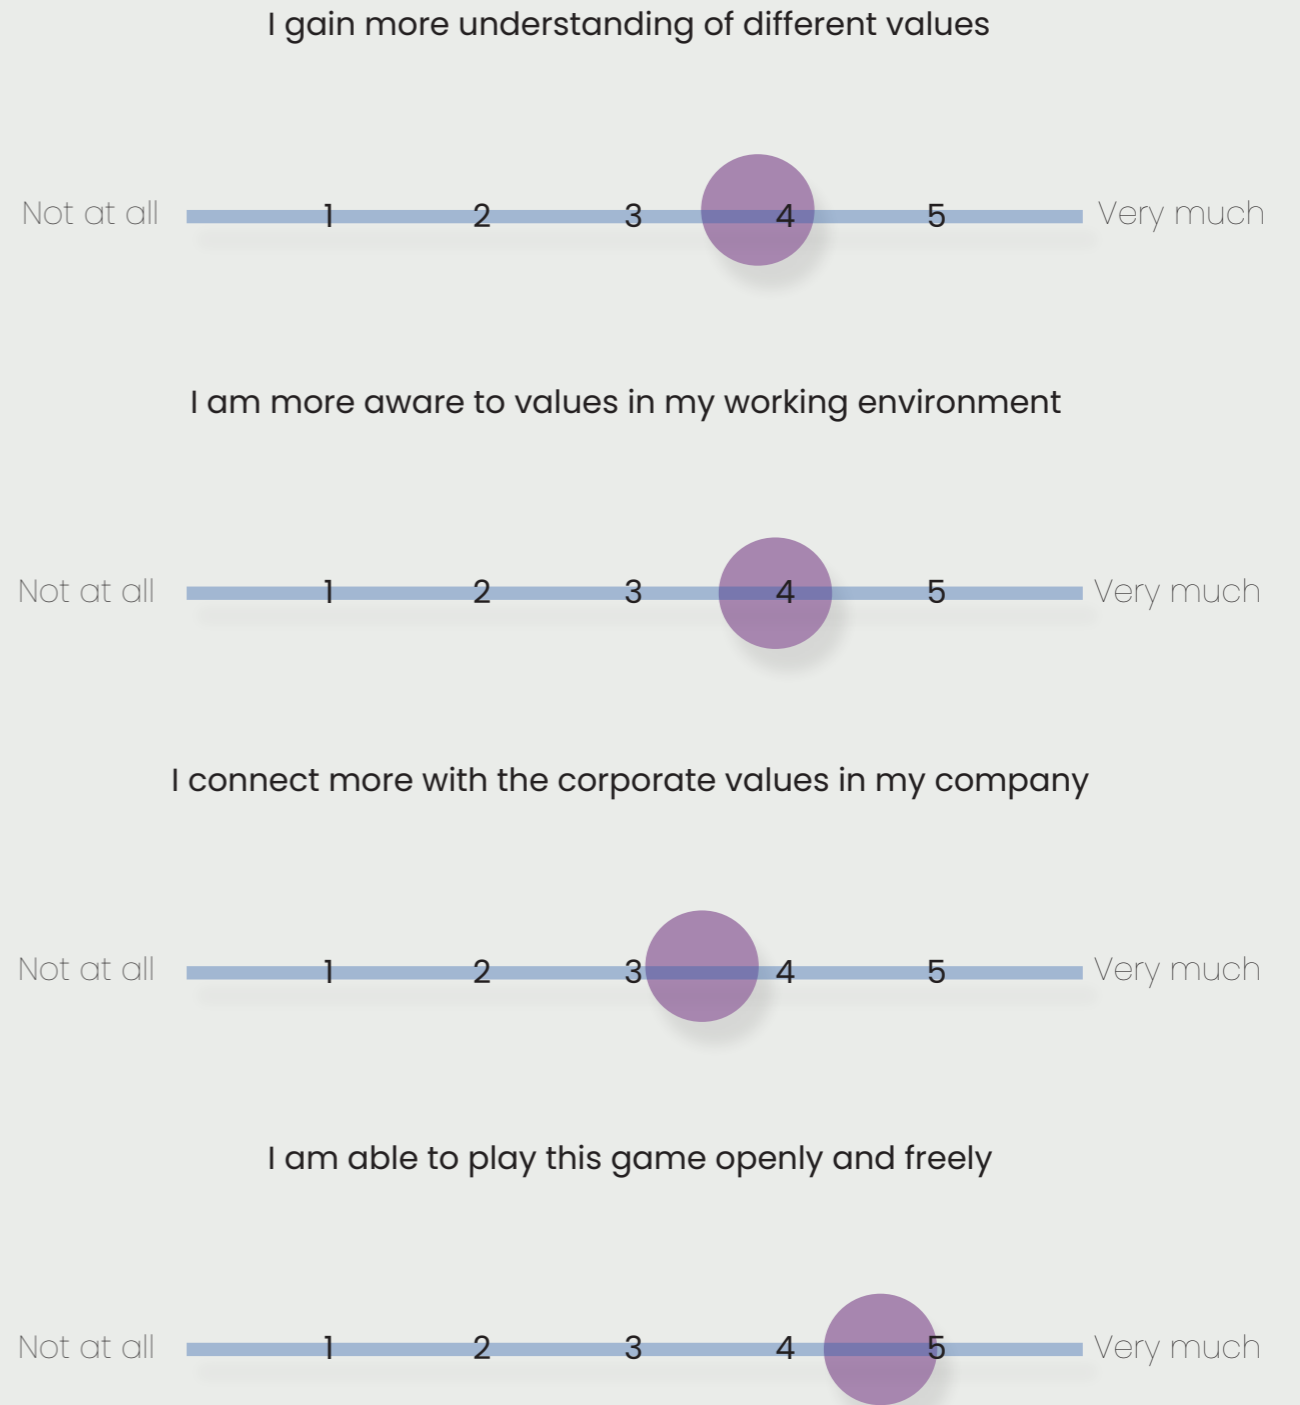 I gain more understanding of different values
Not at all 1 2 3 4 5 Very much
I am more aware to values in my working environment
Not at all 1 2 3 4 5 Very much
I connect more with the corporate values in my company
Not at all 1 2 3 4 5 Very much
I am able to play this game openly and freely
Not at all 1 2 3 4 5 Very much